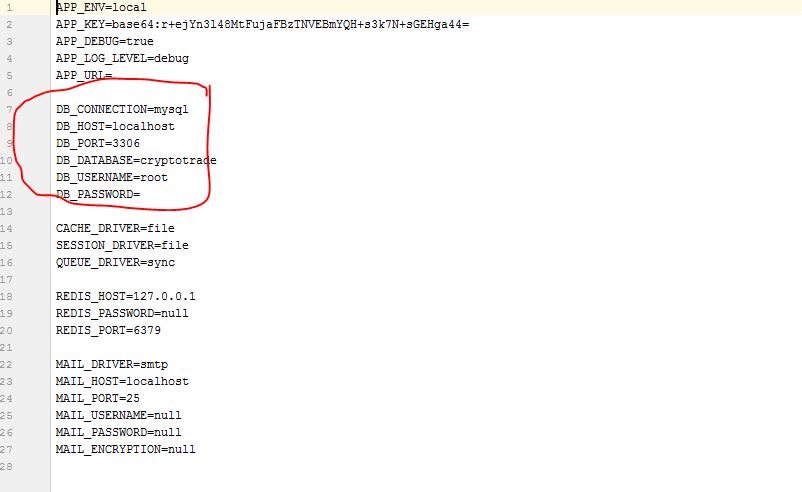 1 APP_ENV=local
2 APP_KEY=base64:r+ejYn3l48MtFujaFBzTNVEBmYQH+s3k7N+sGEHga44=
3 APP_DEBUG=true
4 APP_LOG_LEVEL=debug
5 APP_URL=
6
7 DB_CONNECTION=mysql
8 DB_HOST=localhost
9 DB_PORT=3306
10 DB_DATABASE=cryptotrade
11 DB_USERNAME=root
12 DB_PASSWORD=
13
14 CACHE_DRIVER=file
15 SESSION_DRIVER=file
16 QUEUE_DRIVER=sync
17
18 REDIS_HOST=127.0.0.1
19 REDIS_PASSWORD=null
20 REDIS_PORT=6379
21
22 MAIL_DRIVER=smtp
23 MAIL_HOST=localhost
24 MAIL_PORT=25
25 MAIL_USERNAME=null
26 MAIL_PASSWORD=null
27 MAIL_ENCRYPTION=null
28